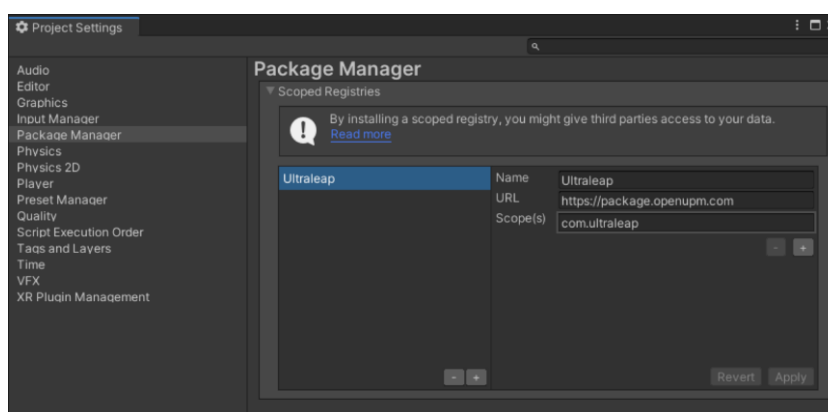 Project Settings
Audio
Editor
Graphics
Input Manager
Package Manager
Physics
Physics 2D
Player
Preset Manager
Quality
Script Execution Order
Tags and Layers
Time
VFX
XR Plugin Management
Package Manager
Scoped Registries
By installing a scoped registry, you might give third parties access to your data.
Read more
Ultraleap
Name Ultraleap
URL https://package.openupm.com
Scope(s) com.ultraleap
- +
- +
Revert Apply